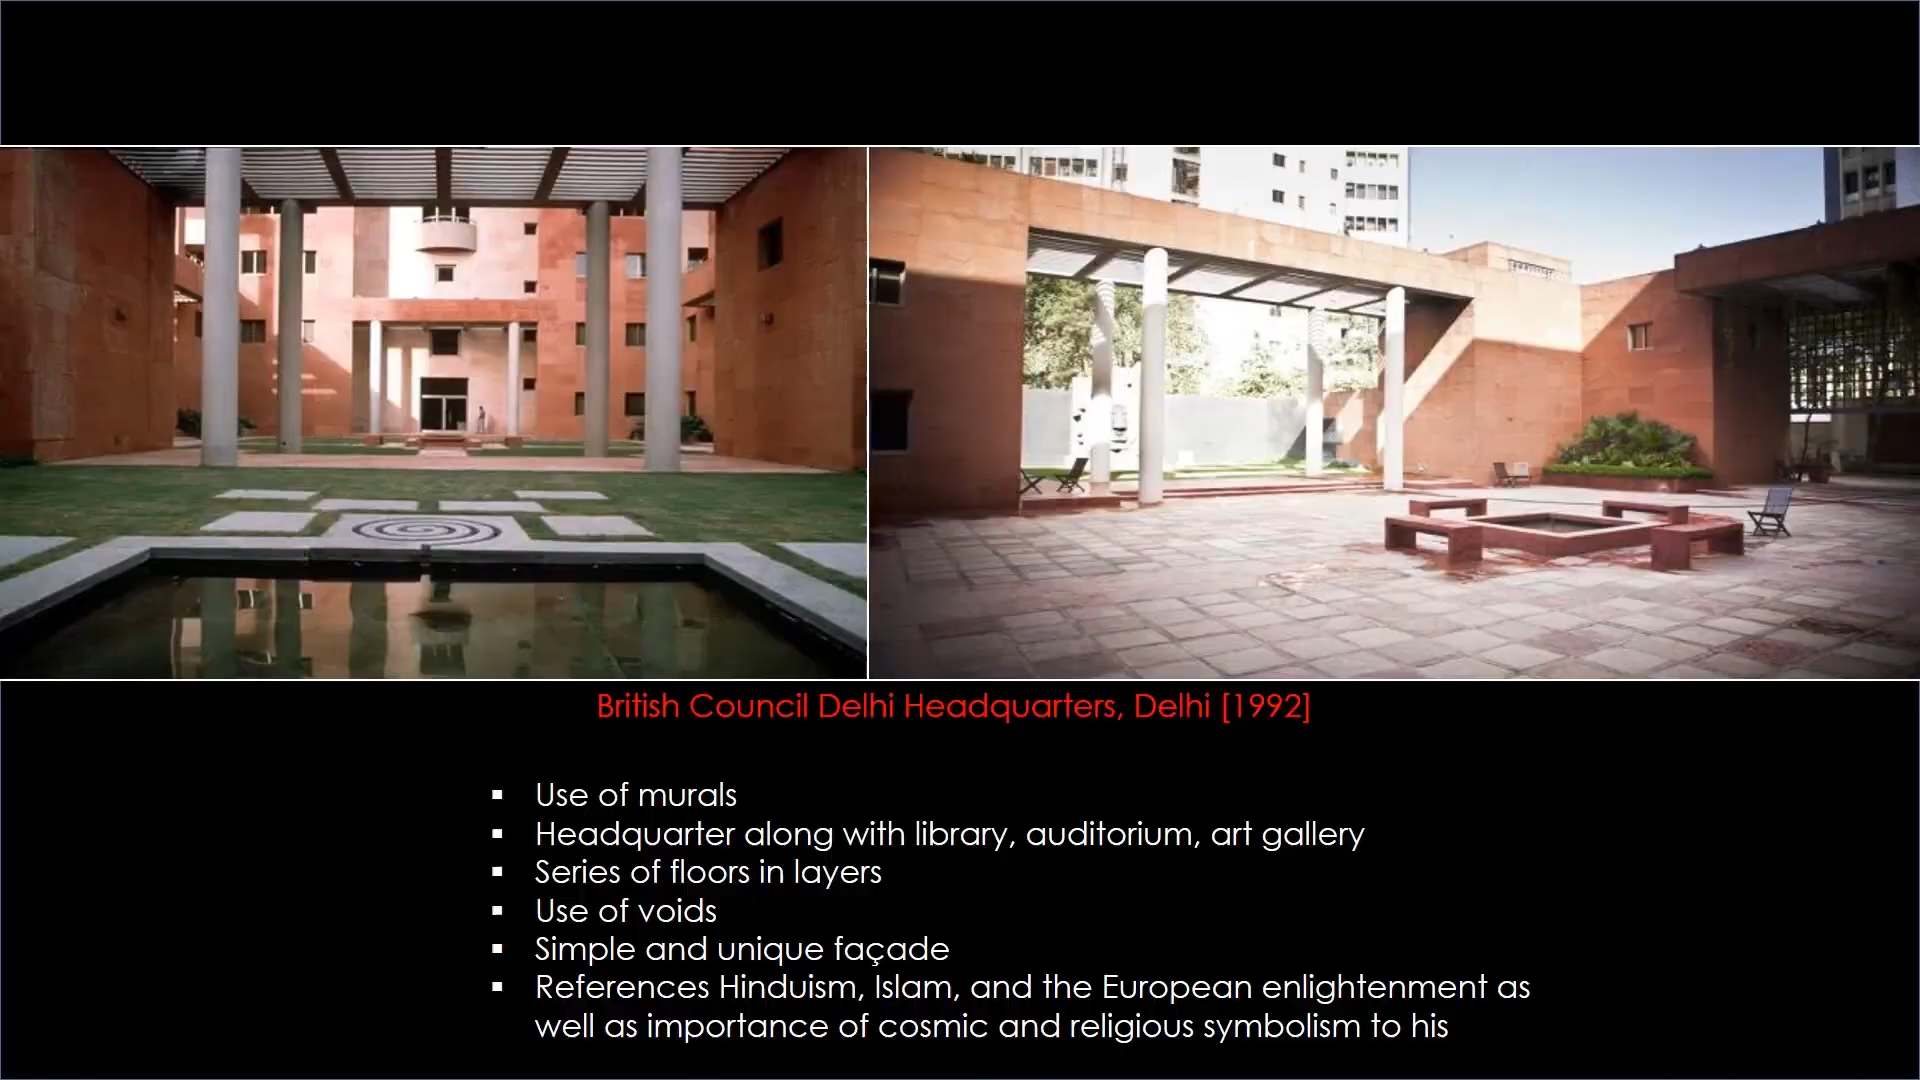 British Council Delhi Headquarters, Delhi [1992]
▪ Use of murals
▪ Headquarter along with library, auditorium, art gallery
▪ Series of floors in layers
▪ Use of voids
▪ Simple and unique façade
▪ References Hinduism, Islam, and the European enlightenment as
well as importance of cosmic and religious symbolism to his